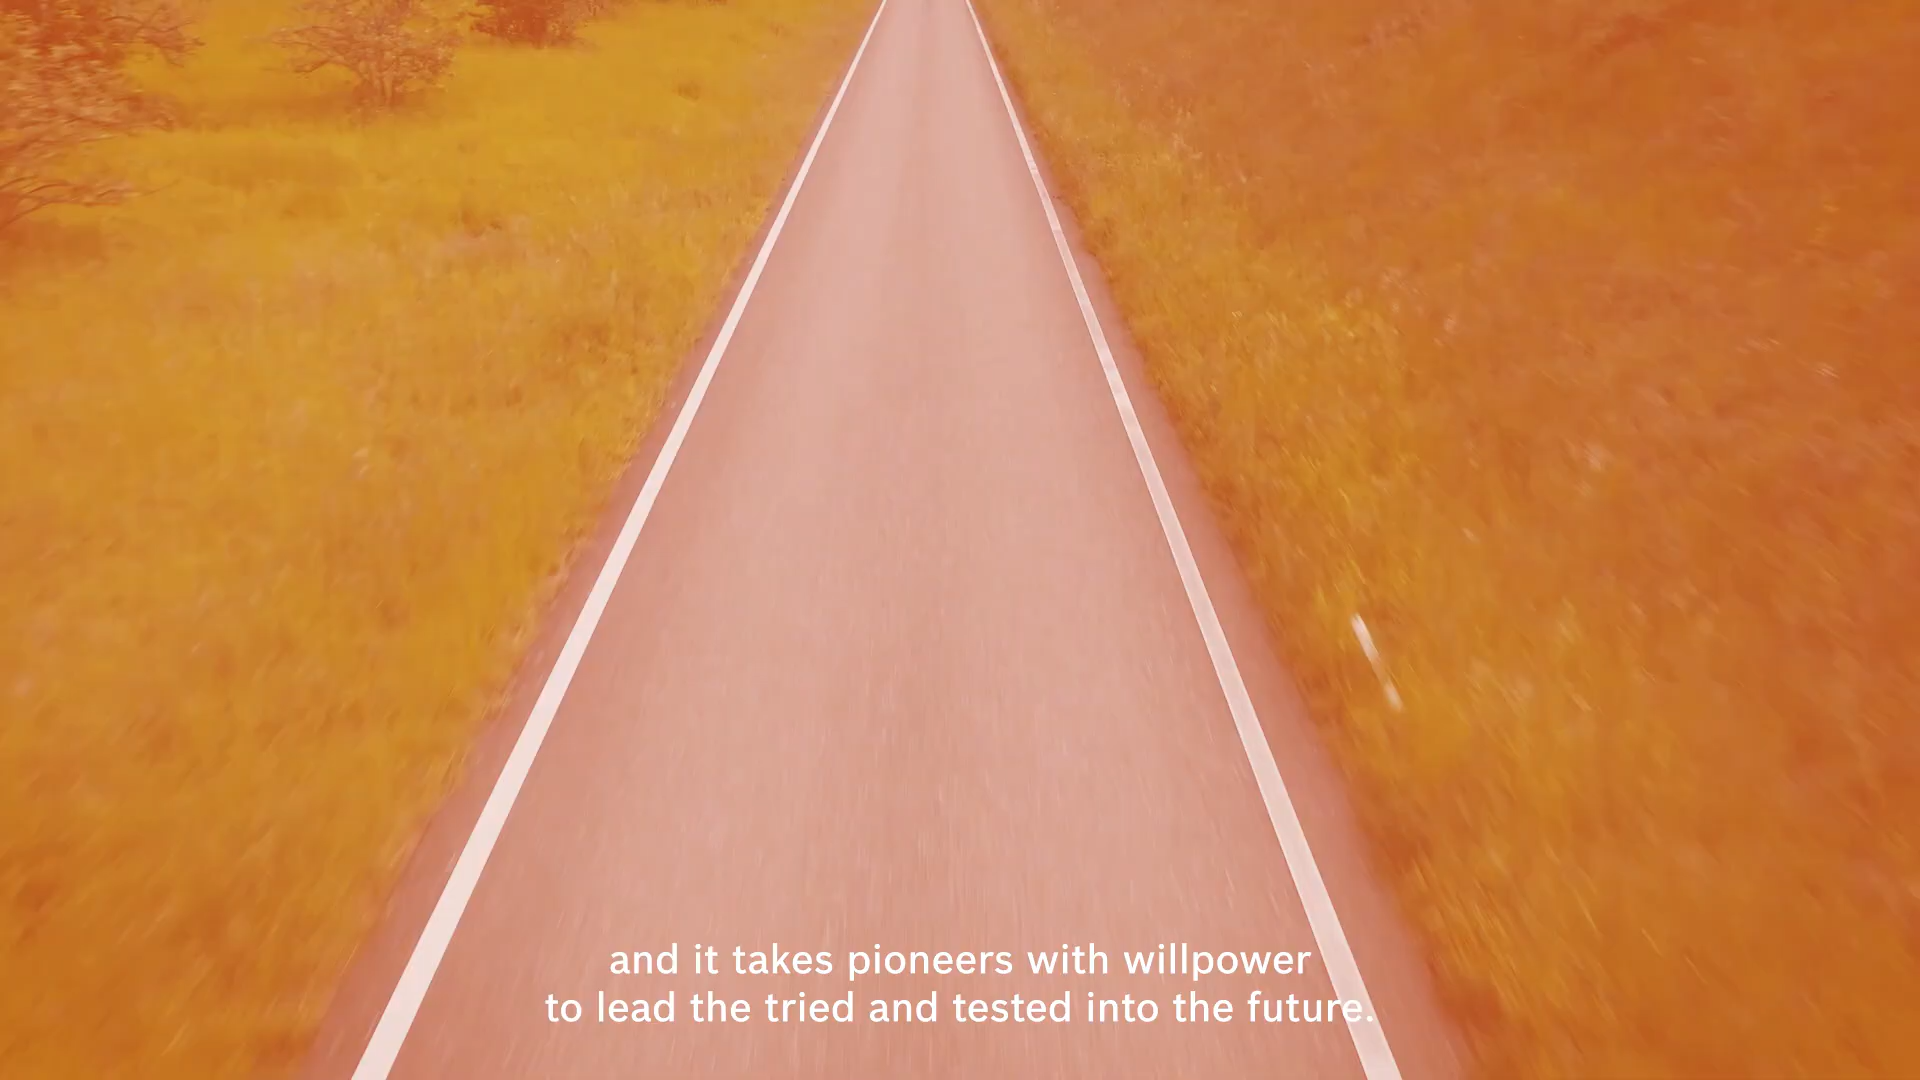 and it takes pioneers with willpower
to lead the tried and tested into the future.